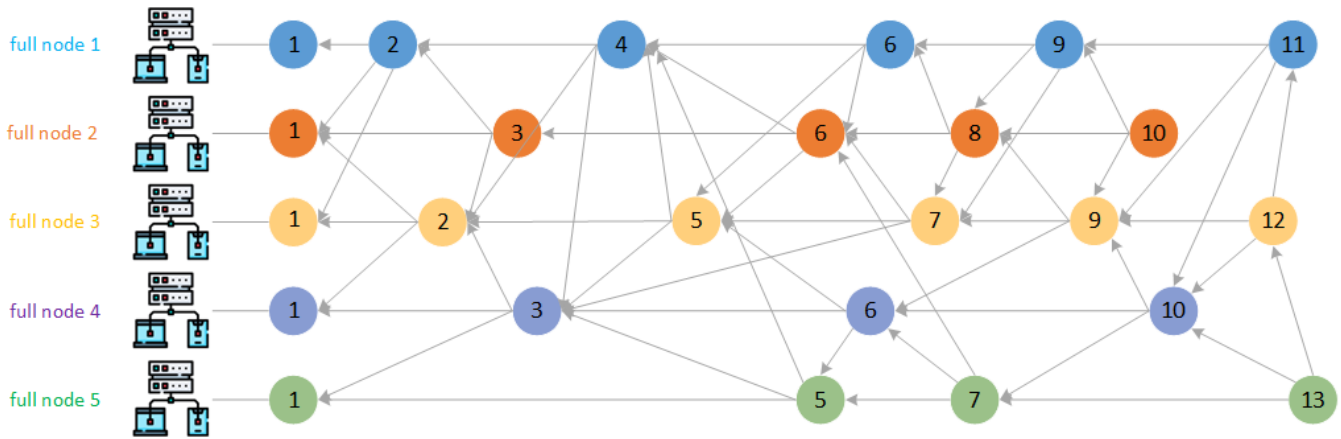 full node 1 1 2 4 6 9 11
full node 2 1 3 6 8 10
full node 3 1 2 5 7 9 12
full node 4 1 3 6 10
full node 5 1 5 7 13